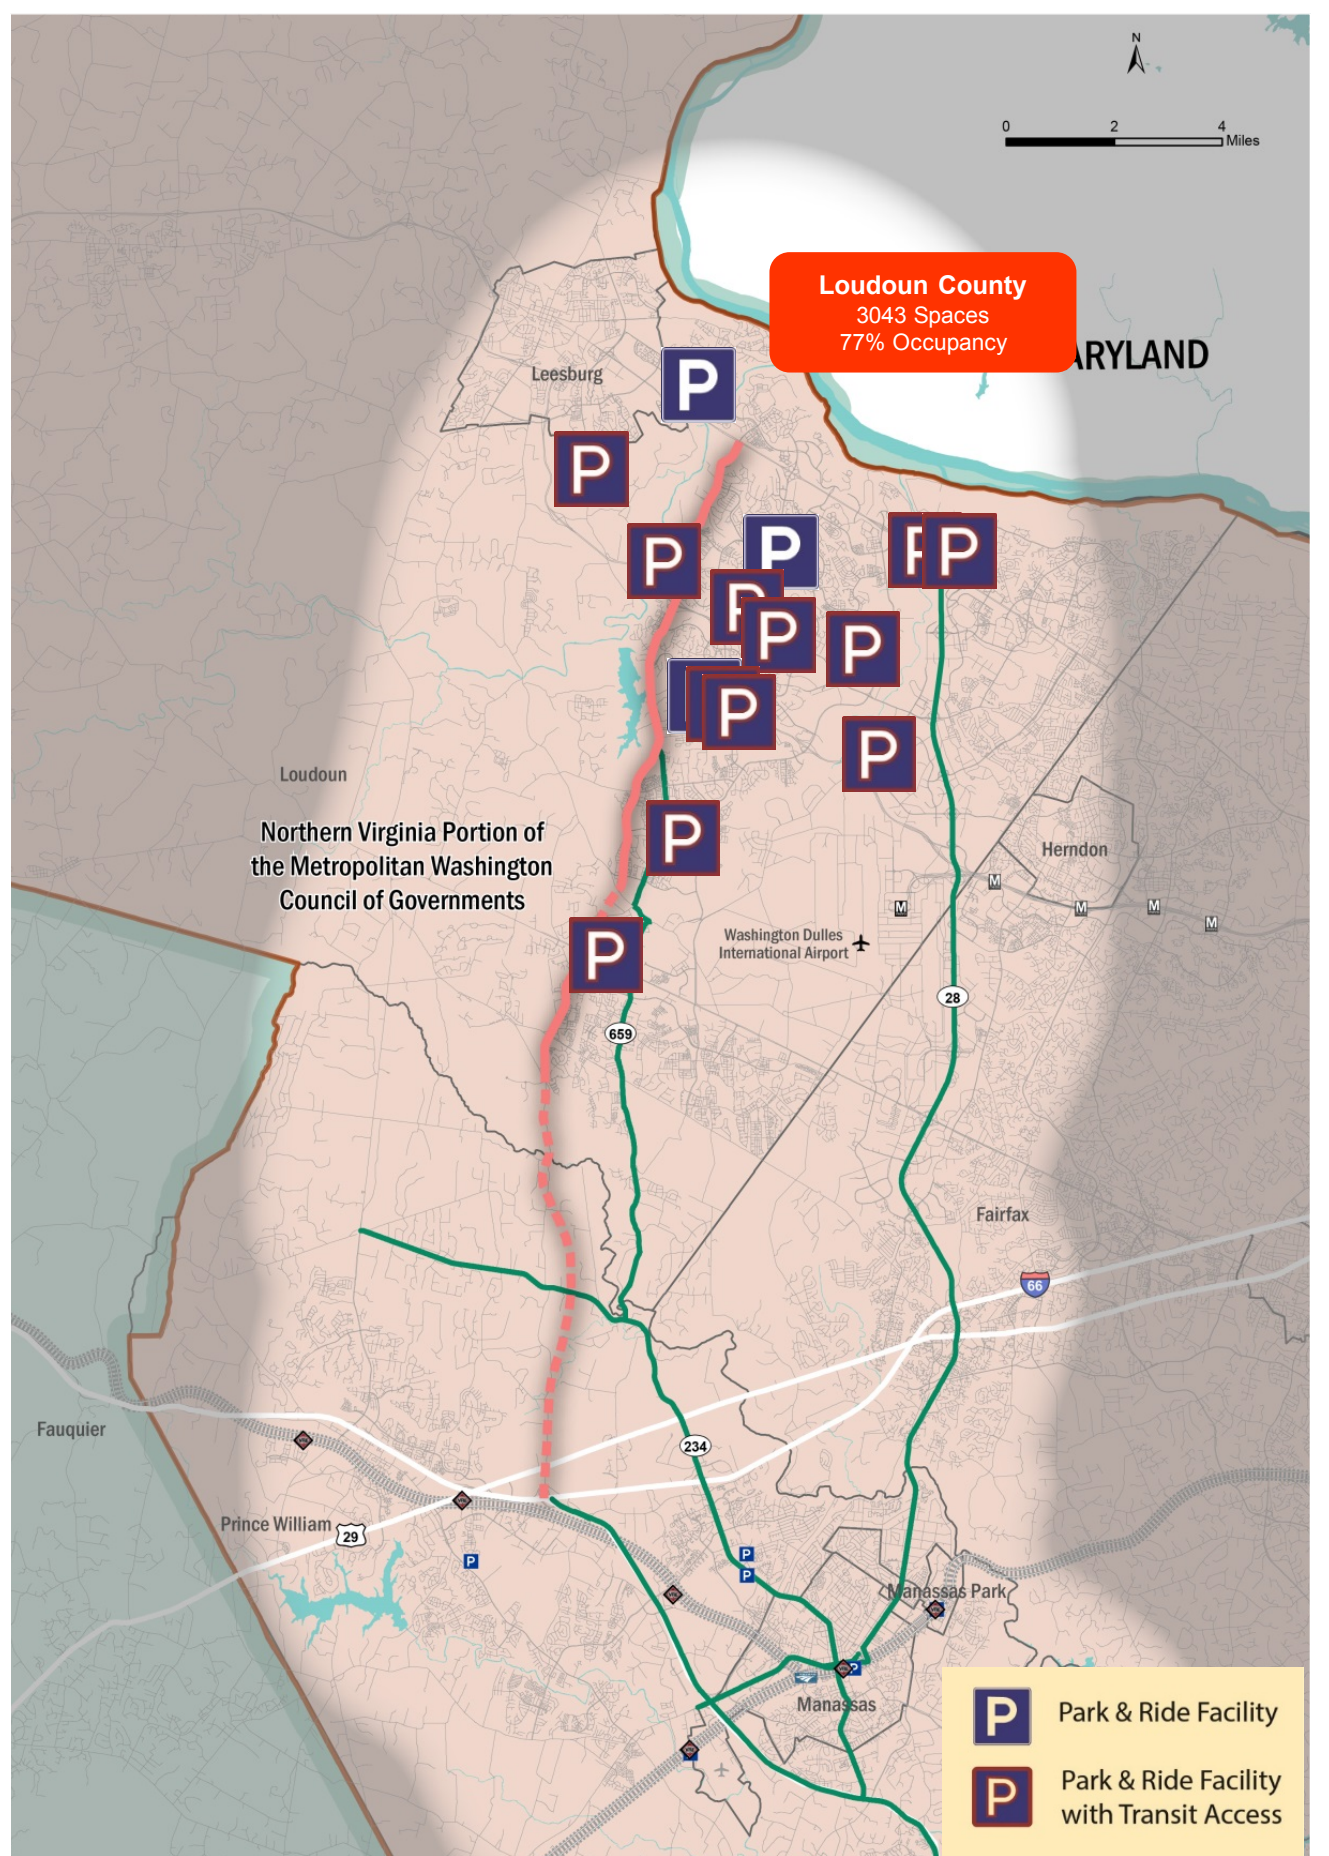 N
0 2 4
Miles
Loudoun County
3043 Spaces
77% Occupancy
ARYLAND
Leesburg
P
P
P
P
P
P
P
P
P
P
P
P
P
Loudoun
Northern Virginia Portion of
the Metropolitan Washington
Council of Governments
Herndon
M
M
M
M
M
Washington Dulles
International Airport
28
659
Fairfax
66
Fauquier
234
Prince William
29
P
P
P
Manassas Park
P
Manassas
P Park & Ride Facility
P Park & Ride Facility
with Transit Access